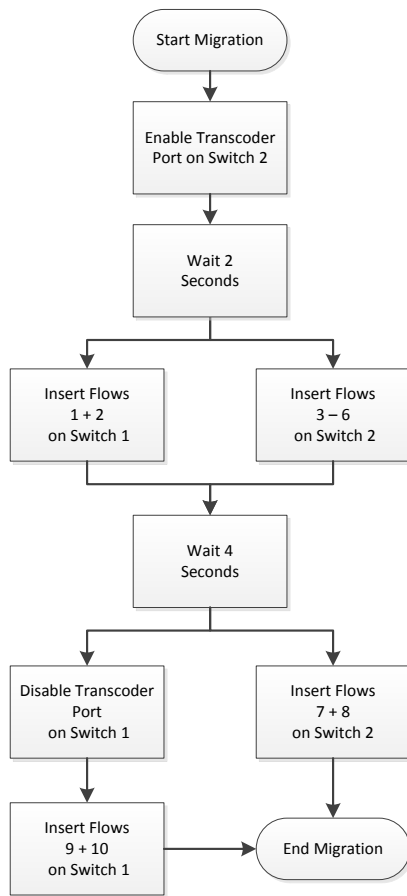 Start Migration
Enable Transcoder
Port on Switch 2
Wait 2
Seconds
Insert Flows
1 + 2
on Switch 1
Insert Flows
3 – 6
on Switch 2
Wait 4
Seconds
Disable Transcoder
Port
on Switch 1
Insert Flows
7 + 8
on Switch 2
Insert Flows
9 + 10
on Switch 1
End Migration